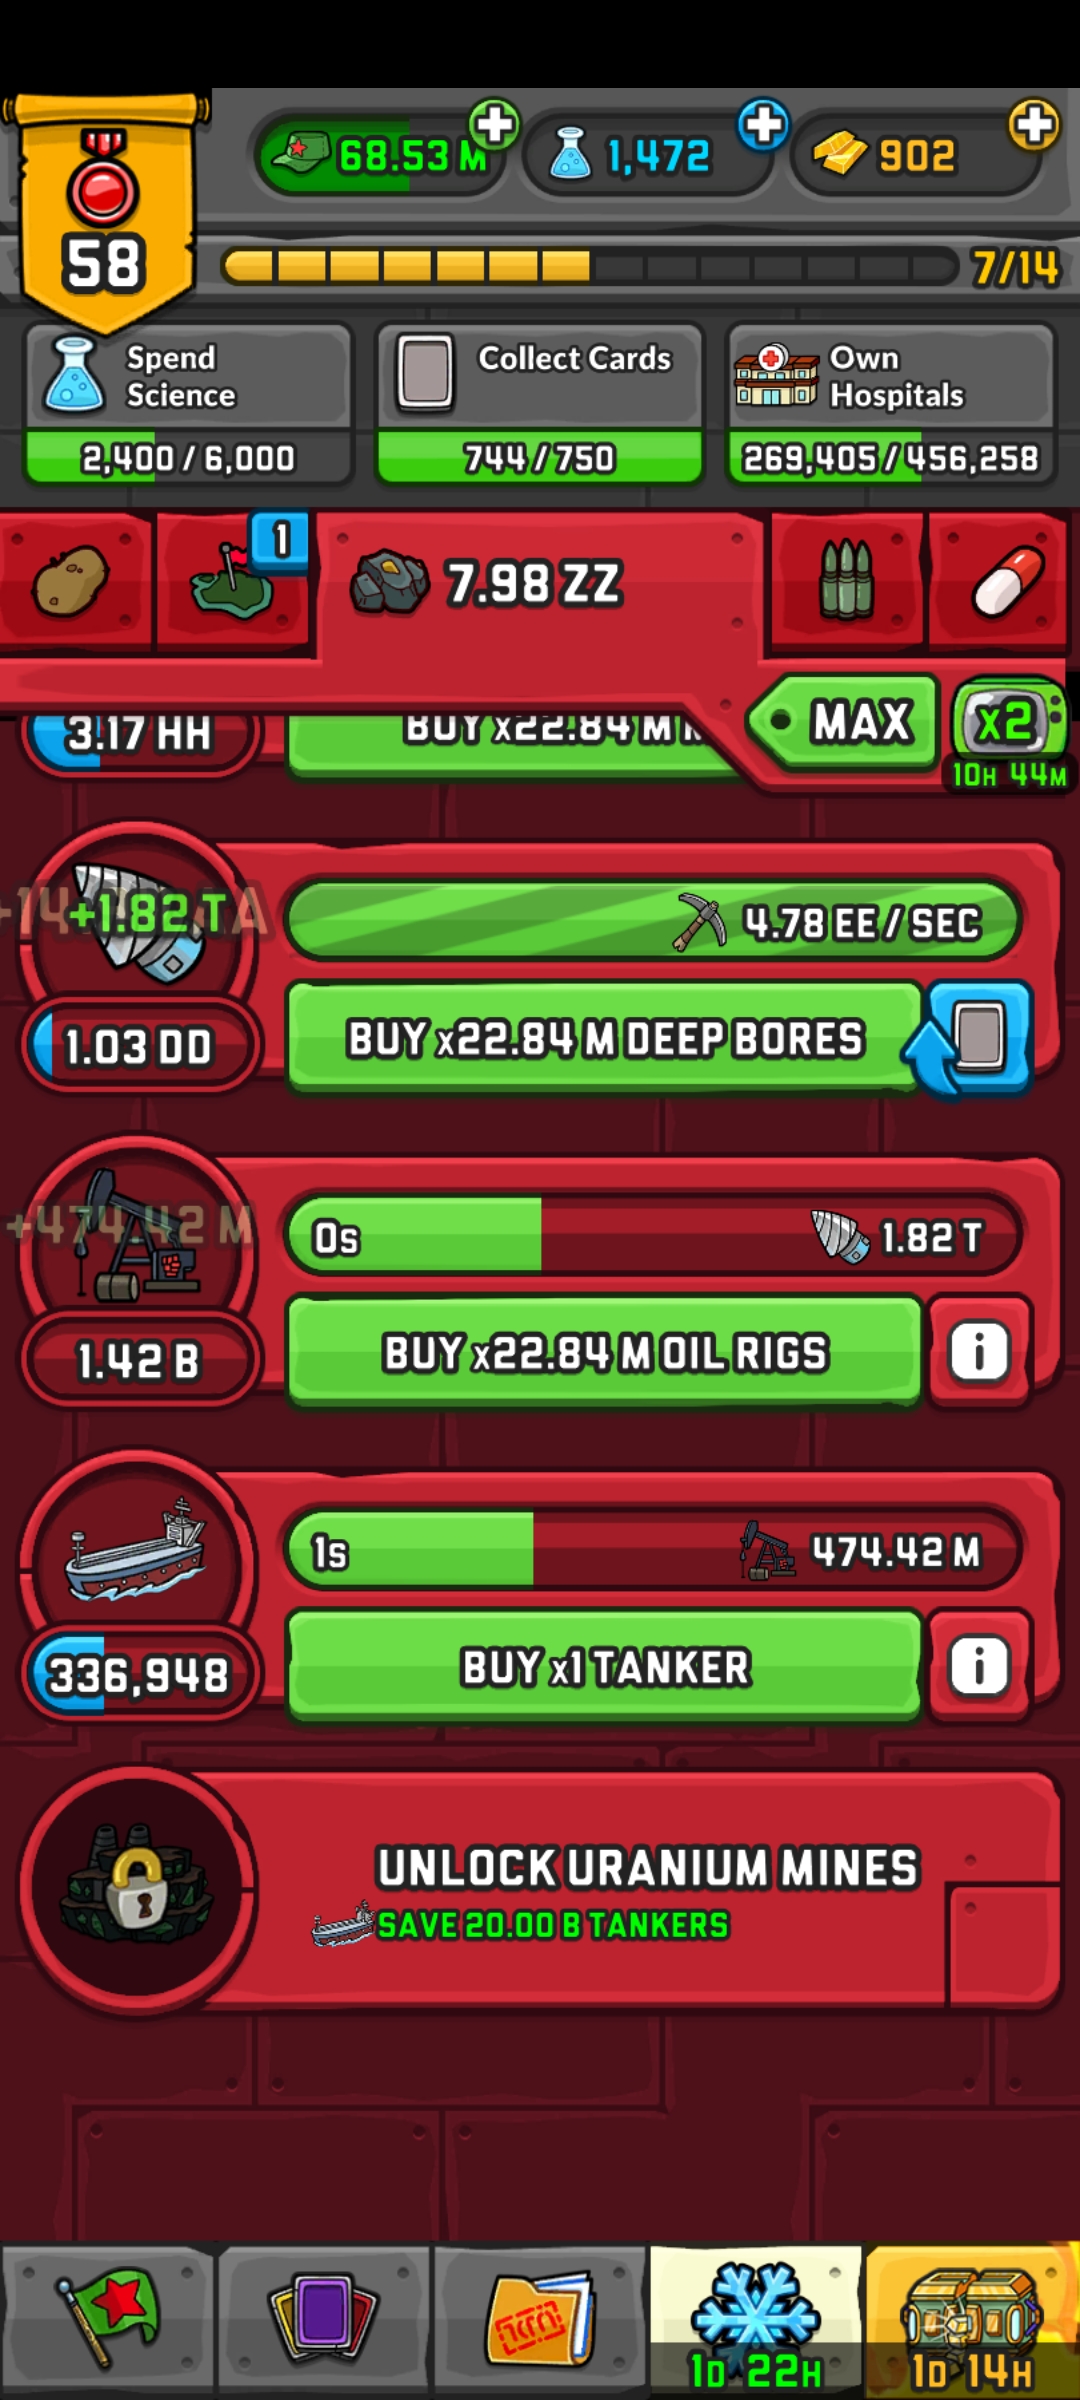 68.53 M
1,472
902
58
7/14
Spend
Science
Collect Cards
Own
Hospitals
2,400 / 6,000
744 / 750
269,405 / 456,258
1
7.98 ZZ
MAX
x2
10H 44M
3.17 HH
BUY x22.84 M
+1.82 T
4.78 EE / SEC
1.03 DD
BUY x22.84 M DEEP BORES
+474.42 M
0s
1.82 T
1.42 B
BUY x22.84 M OIL RIGS
i
1s
474.42 M
336,948
BUY x1 TANKER
i
UNLOCK URANIUM MINES
SAVE 20.00 B TANKERS
1D 22H
1D 14H